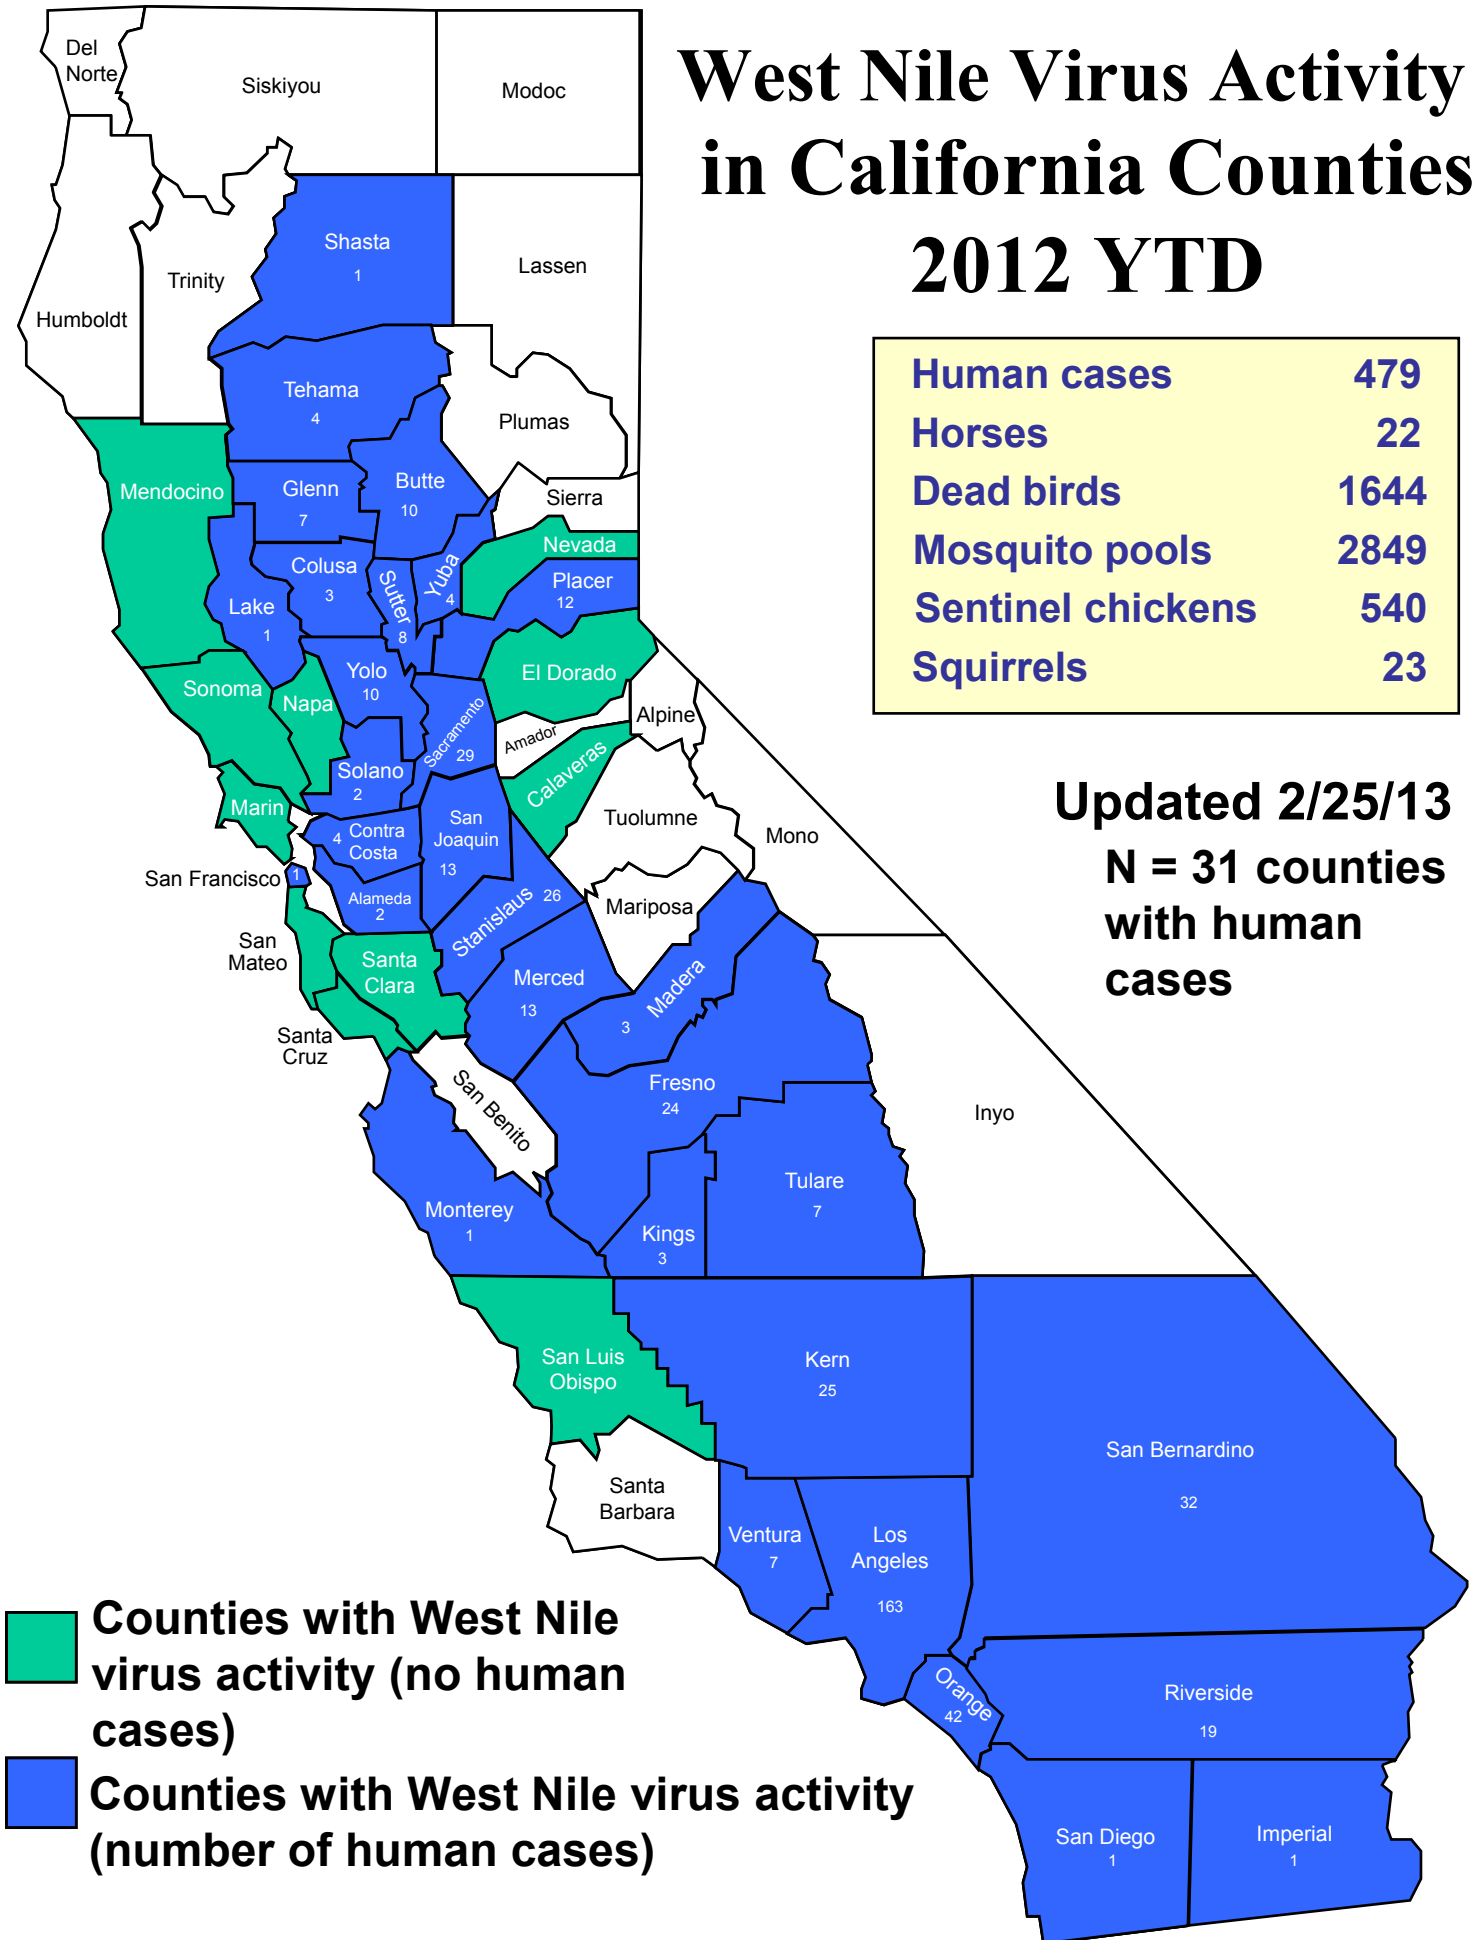 West Nile Virus Activity
in California Counties
2012 YTD
Human cases 479
Horses 22
Dead birds 1644
Mosquito pools 2849
Sentinel chickens 540
Squirrels 23
Updated 2/25/13
N = 31 counties
with human
cases
Del
Norte
Siskiyou
Modoc
Shasta
1
Lassen
Trinity
Humboldt
Tehama
4
Plumas
Mendocino
Glenn
7
Butte
10
Sierra
Nevada
Colusa
3
Sutter
8
Yuba
4
Placer
12
Lake
1
El Dorado
Yolo
10
Sonoma
Napa
Sacramento
29
Alpine
Amador
Solano
2
Calaveras
Marin
4 Contra
Costa
San
Joaquin
13
Tuolumne
Mono
San Francisco
1
Alameda
2
Stanislaus
26
Mariposa
San
Mateo
Santa
Clara
Merced
13
Madera
3
Santa
Cruz
San Benito
Fresno
24
Inyo
Monterey
1
Kings
3
Tulare
7
San Luis
Obispo
Kern
25
San Bernardino
32
Santa
Barbara
Ventura
7
Los
Angeles
163
Orange
42
Riverside
19
San Diego
1
Imperial
1
Counties with West Nile
virus activity (no human
cases)
Counties with West Nile virus activity
(number of human cases)